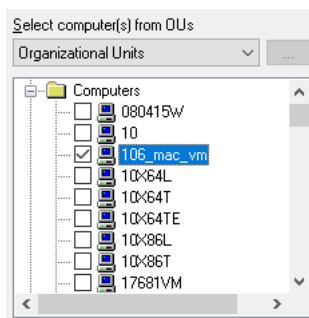 Select computer(s) from OUs
Organizational Units
...
Computers
080415W
10
106_mac_vm
10X64L
10X64T
10X64TE
10X86L
10X86T
17681VM